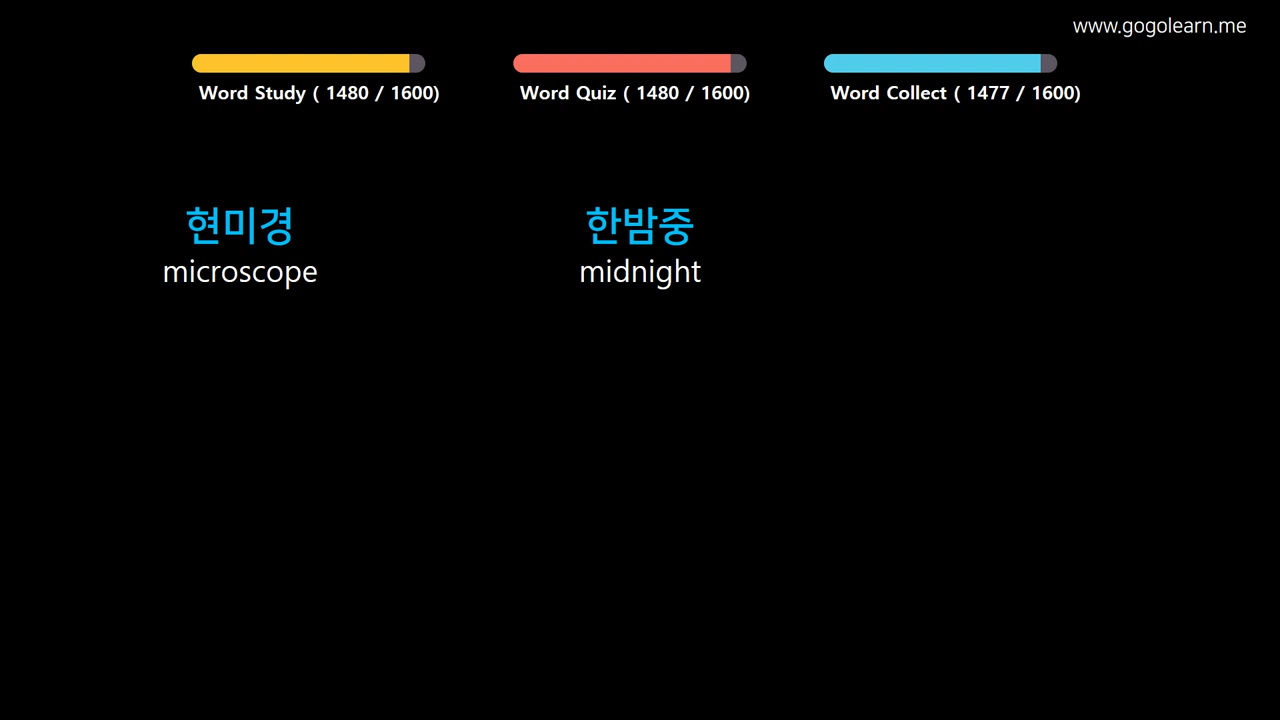 www.gogolearn.me
Word Study ( 1480 / 1600)
Word Quiz ( 1480 / 1600)
Word Collect ( 1477 / 1600)
현미경
microscope
한밤중
midnight